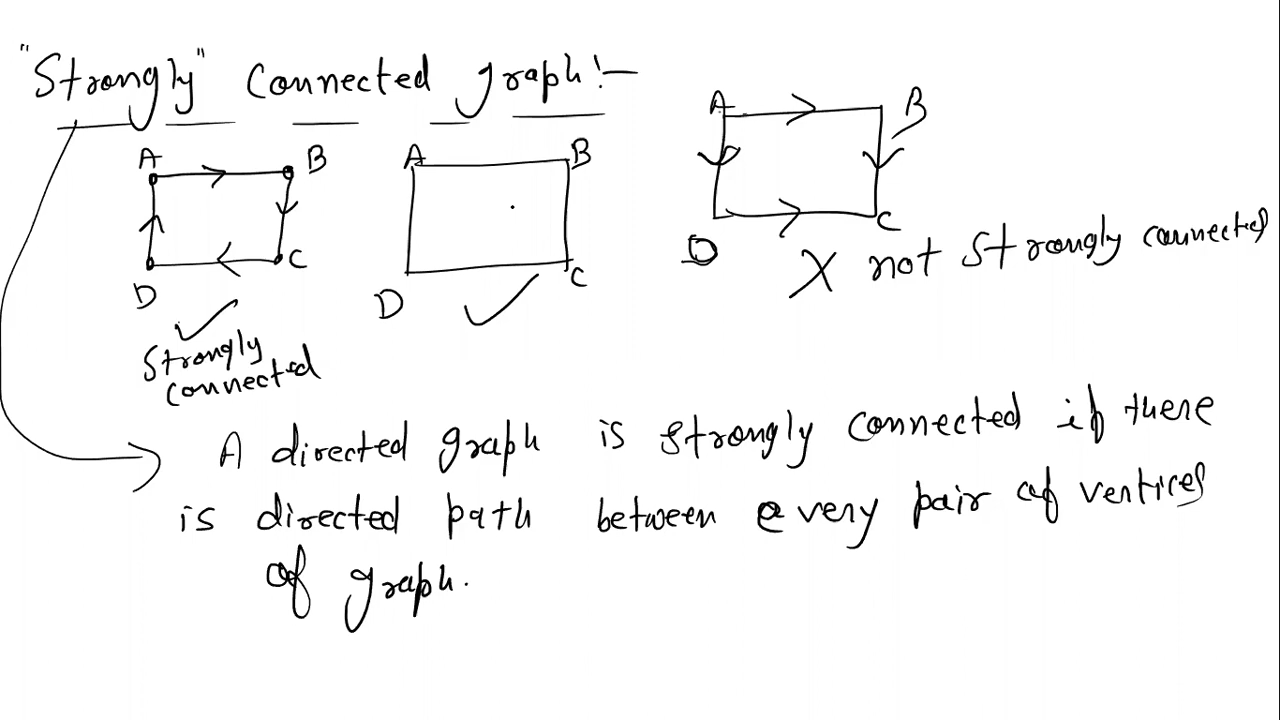 "Strongly" Connected graph:-
A B
D C
Strongly
connected
A B
D C
A B
D C
X not strongly connected
A directed graph is strongly connected if there
is directed path between every pair of vertices
of graph.